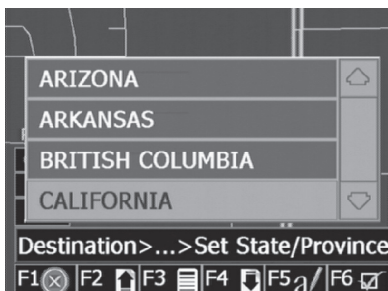 ARIZONA
ARKANSAS
BRITISH COLUMBIA
CALIFORNIA
Destination>...>Set State/Province
F1 F2 F3 F4 F5 a/ F6